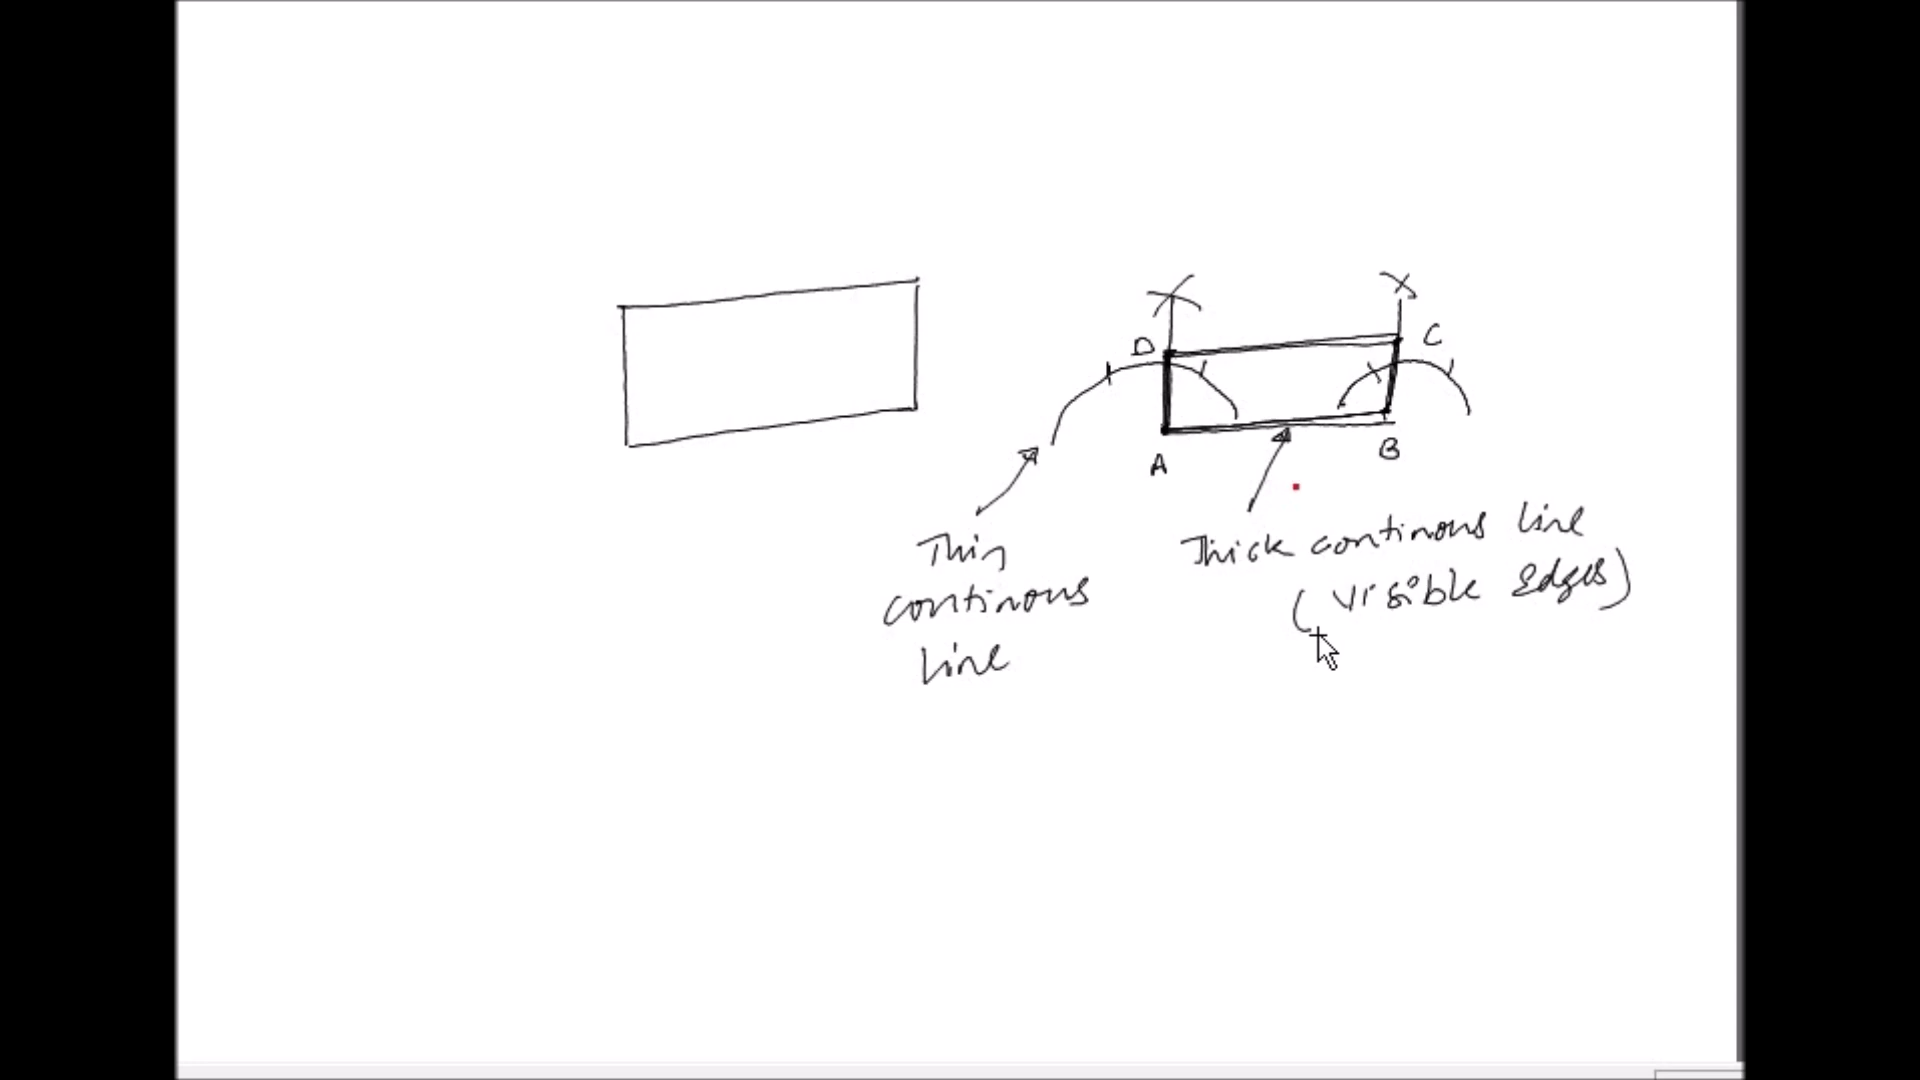 D
C
A
B
Thin
continous
line
Thick continous line
(visible edges)